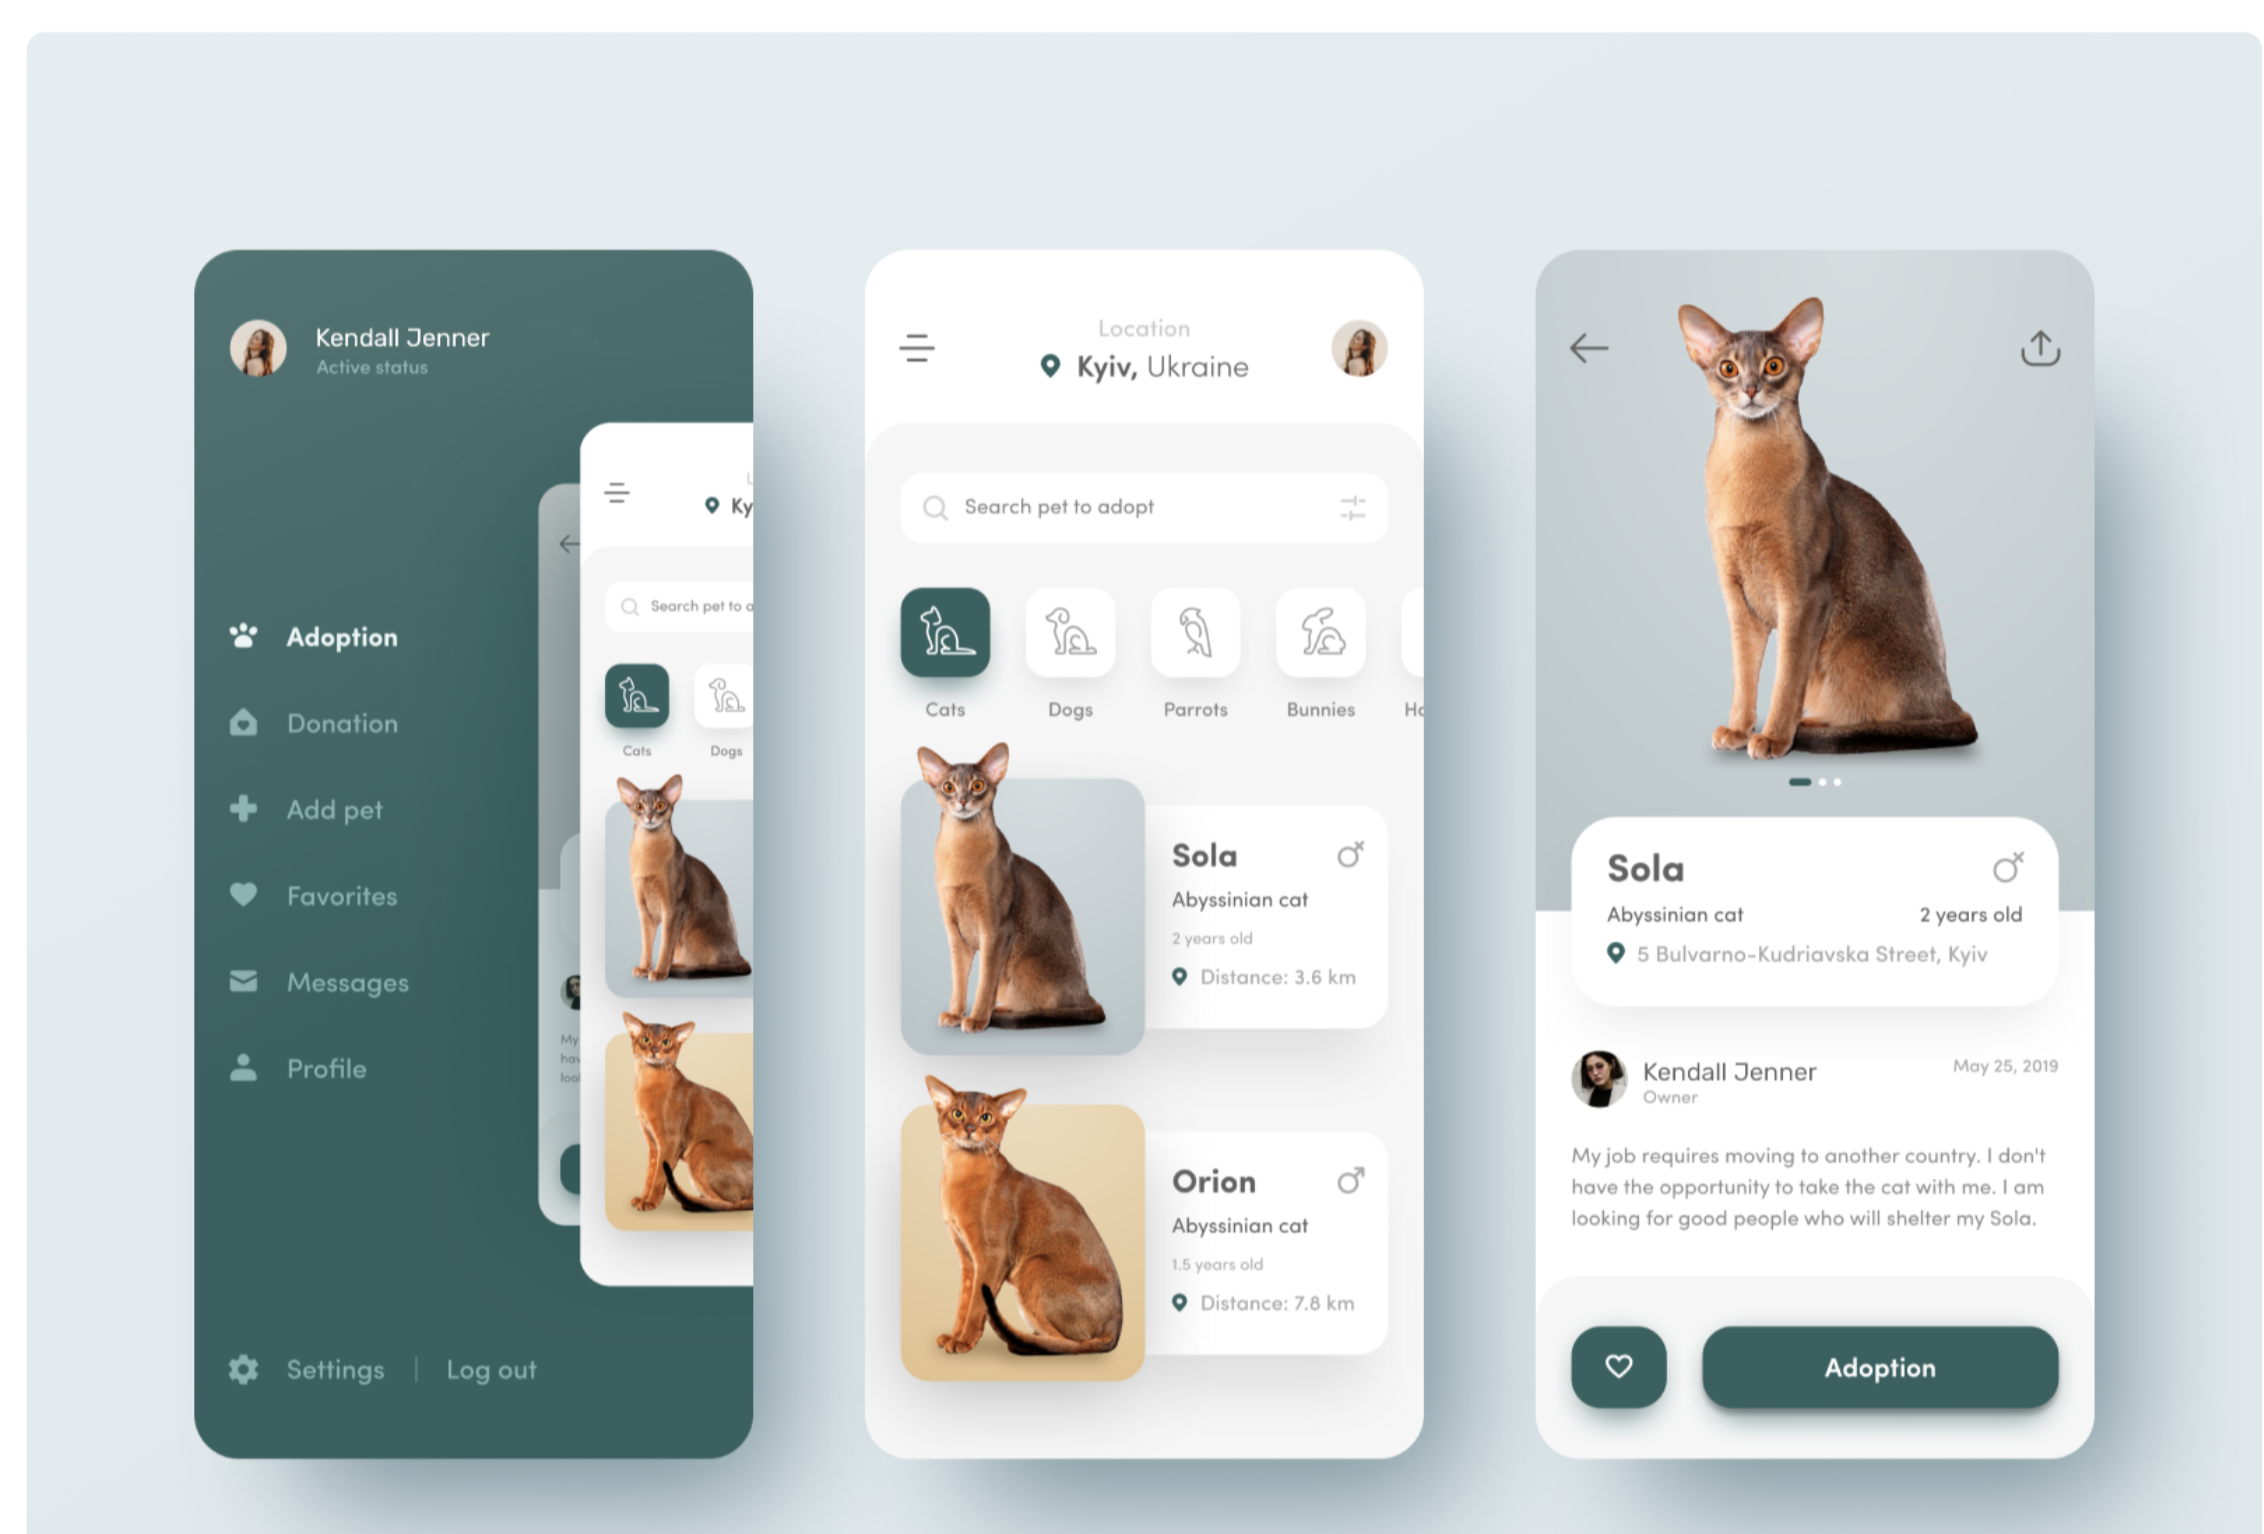 Kendall Jenner
Active status
Adoption
Donation
Add pet
Favorites
Messages
Profile
Settings | Log out
Ky
Search pet to a
Cats
Dogs
My
Location
Kyiv, Ukraine
Search pet to adopt
Cats
Dogs
Parrots
Bunnies
Sola
Abyssinian cat
2 years old
Distance: 3.6 km
Orion
Abyssinian cat
1.5 years old
Distance: 7.8 km
Sola
Abyssinian cat
2 years old
5 Bulvarno-Kudriavska Street, Kyiv
Kendall Jenner
Owner
May 25, 2019
My job requires moving to another country. I don't
have the opportunity to take the cat with me. I am
looking for good people who will shelter my Sola.
Adoption